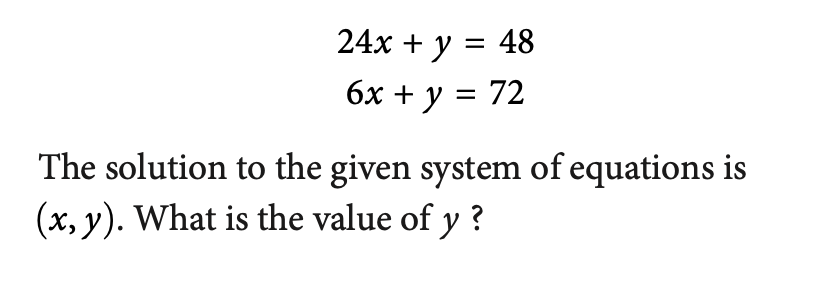 24x + y = 48
6x + y = 72
The solution to the given system of equations is
(x, y). What is the value of y ?